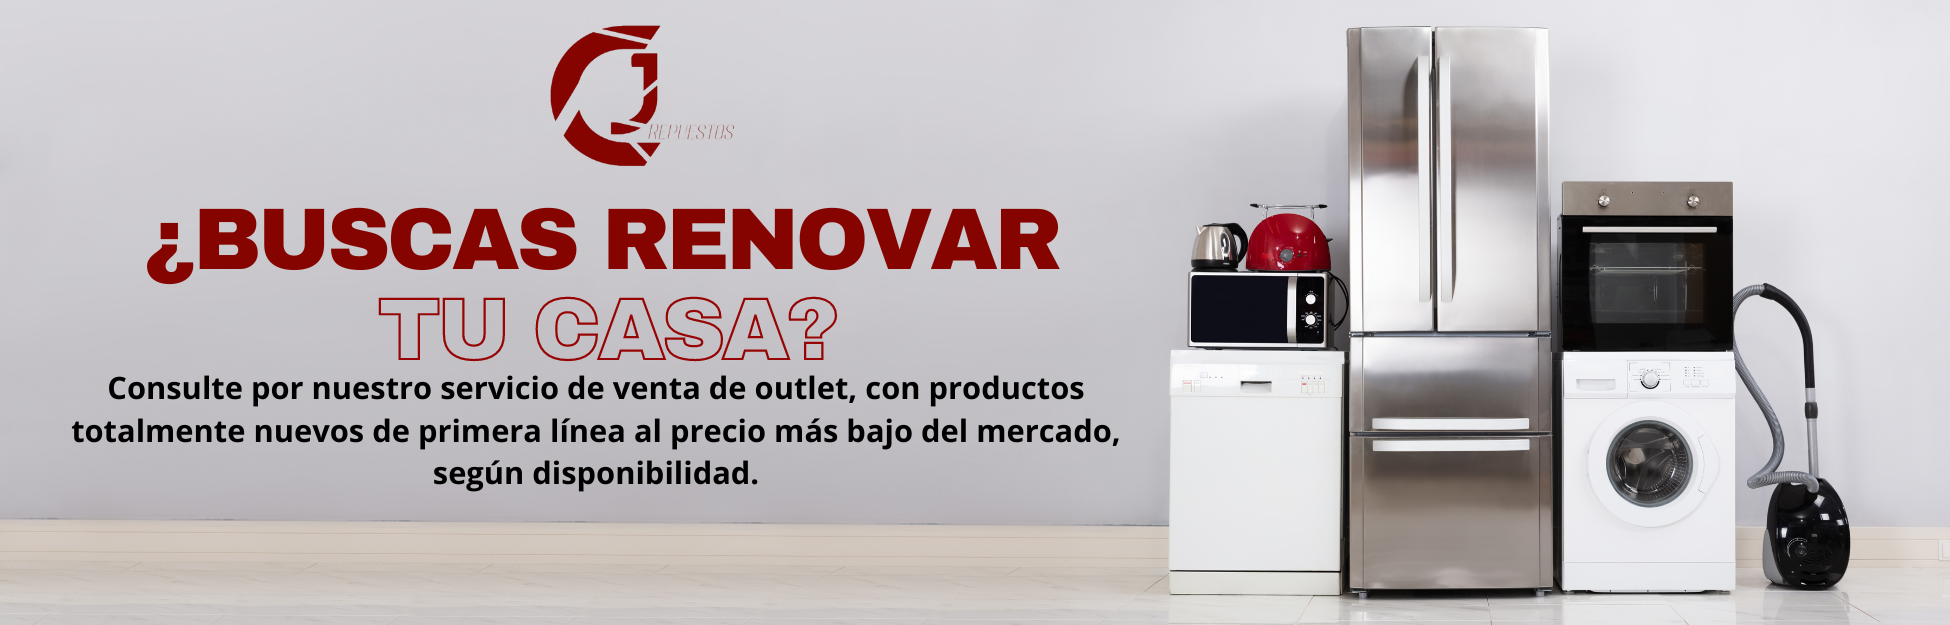 REPUESTOS
¿BUSCAS RENOVAR
TU CASA?
Consulte por nuestro servicio de venta de outlet, con productos
totalmente nuevos de primera línea al precio más bajo del mercado,
según disponibilidad.